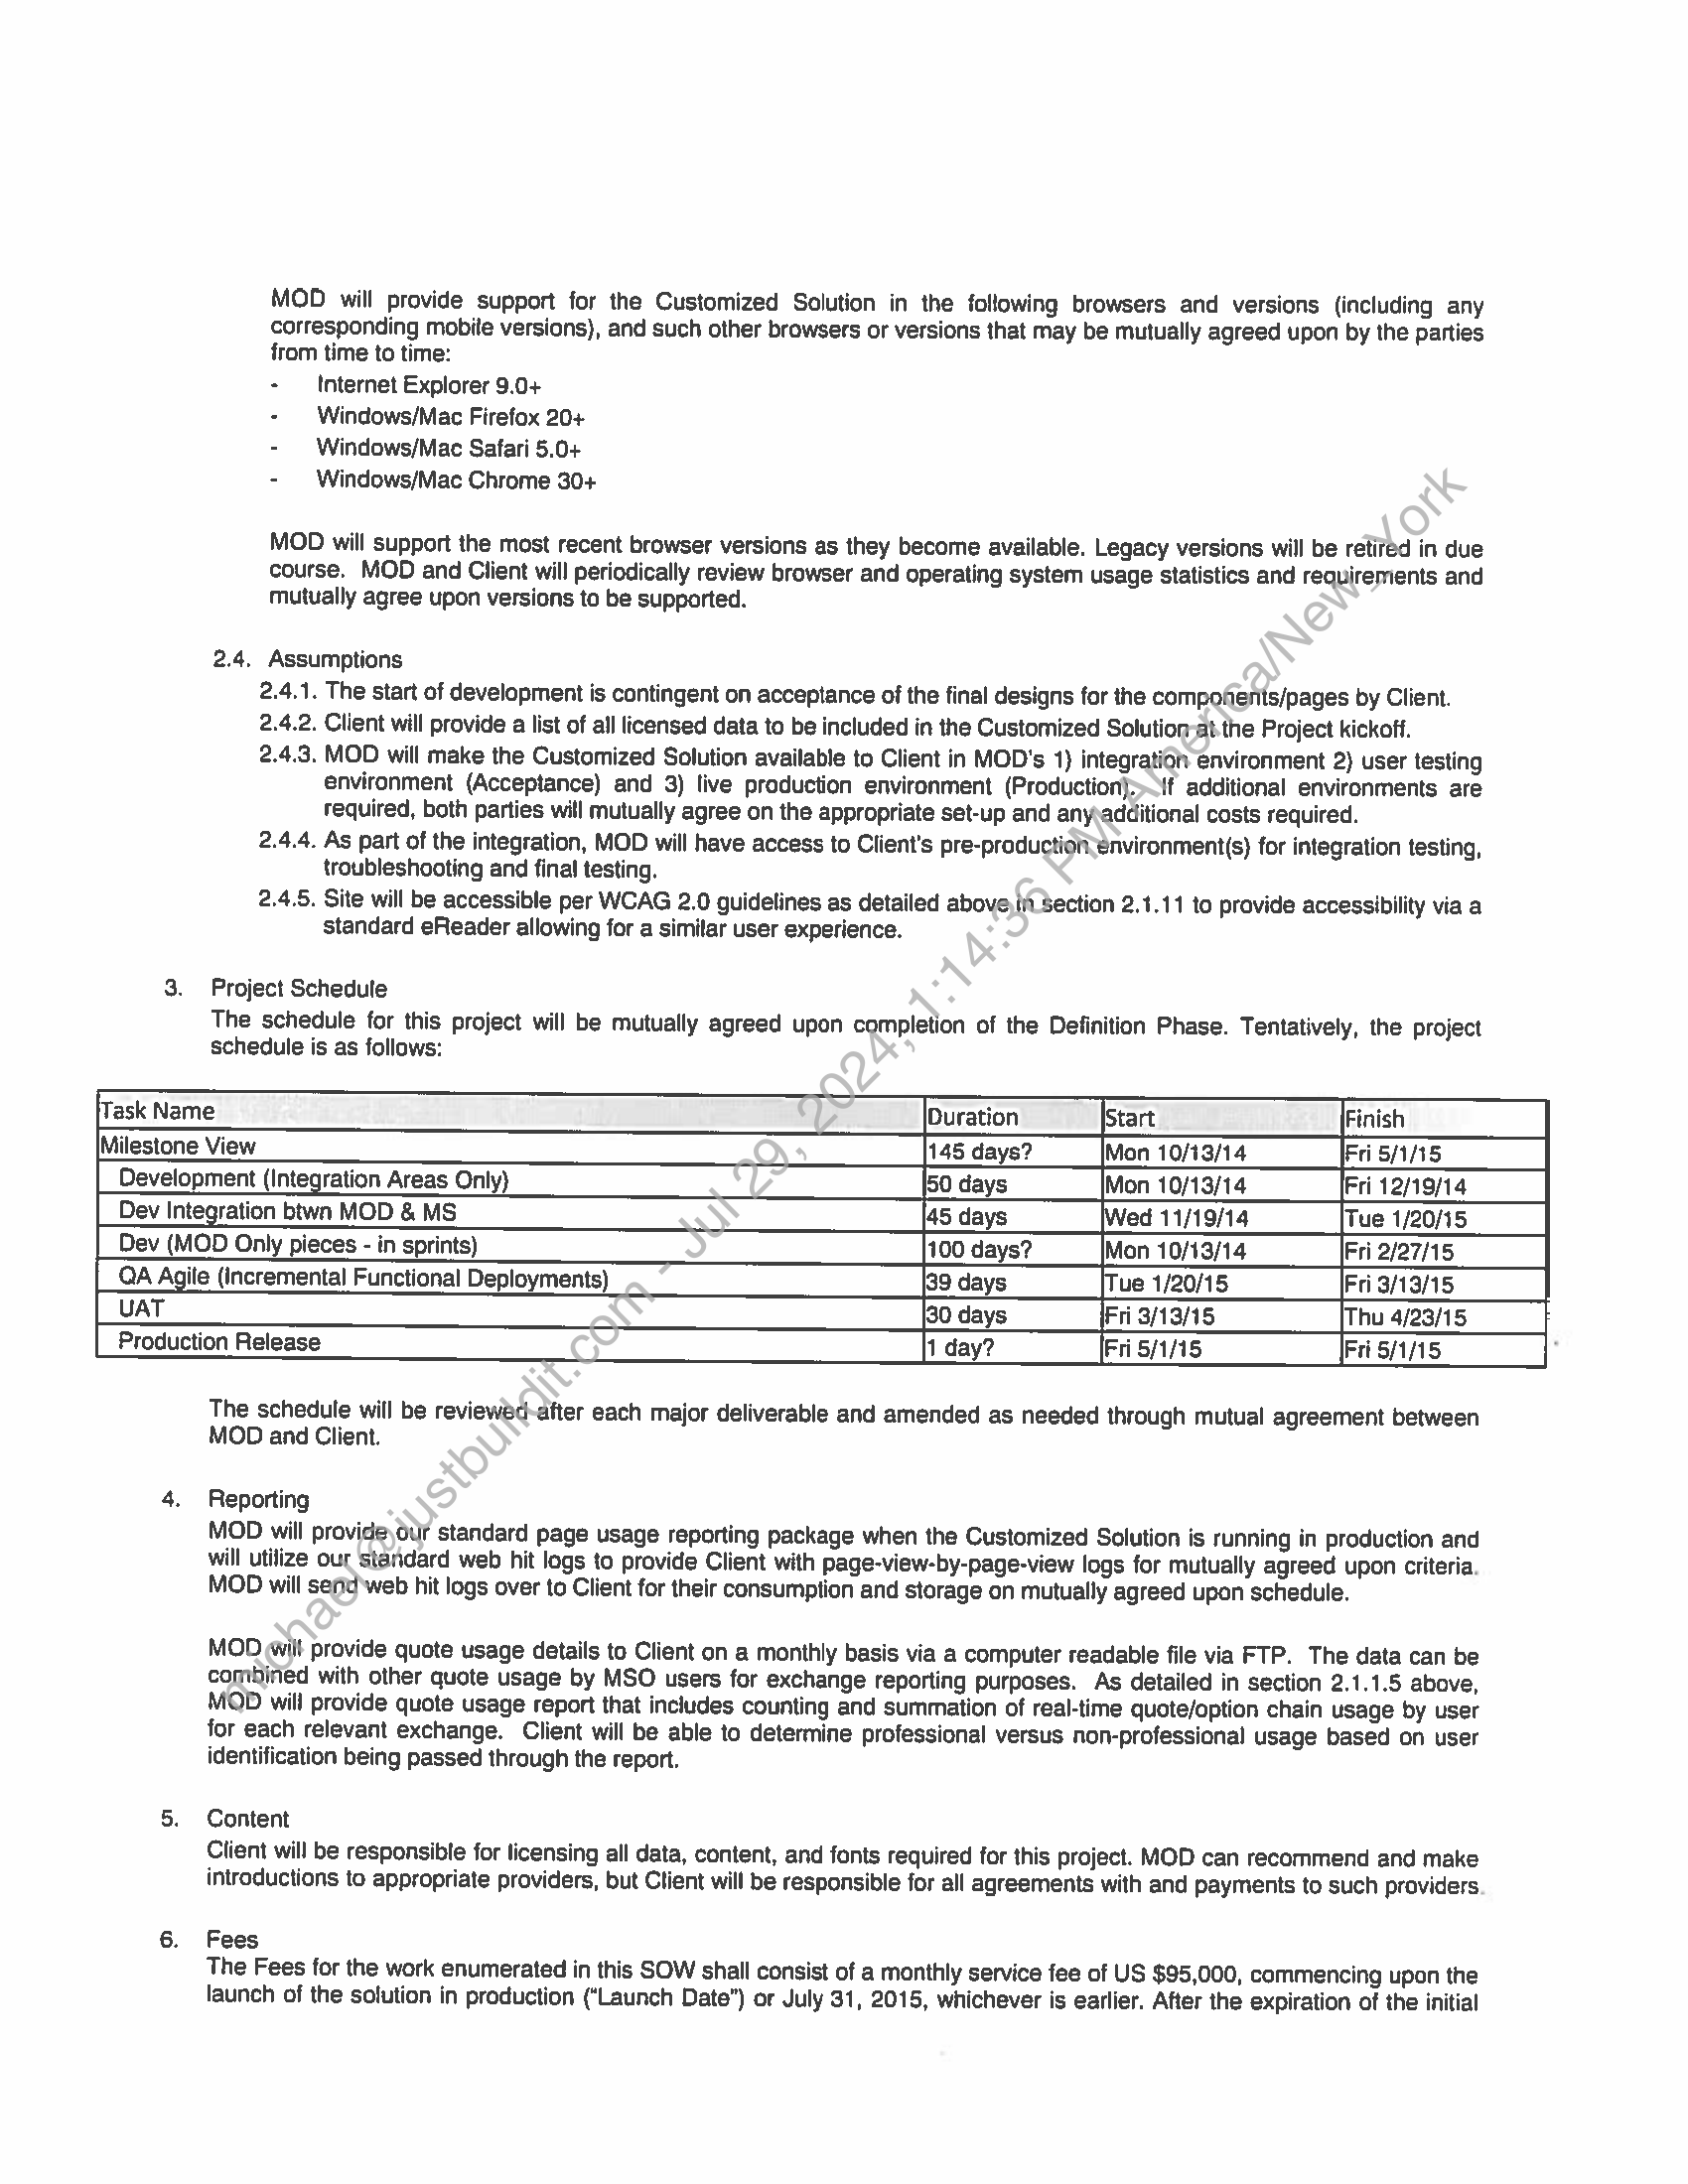 MOD will provide support for the Customized Solution in the following browsers and versions (including any
corresponding mobile versions), and such other browsers or versions that may be mutually agreed upon by the parties
from time to time:
- Internet Explorer 9.0+
- Windows/Mac Firefox 20+
- Windows/Mac Safari 5.0+
- Windows/Mac Chrome 30+
MOD will support the most recent browser versions as they become available. Legacy versions will be retired in due
course. MOD and Client will periodically review browser and operating system usage statistics and requirements and
mutually agree upon versions to be supported.
2.4. Assumptions
2.4.1. The start of development is contingent on acceptance of the final designs for the components/pages by Client.
2.4.2. Client will provide a list of all licensed data to be included in the Customized Solution at the Project kickoff.
2.4.3. MOD will make the Customized Solution available to Client in MOD's 1) integration environment 2) user testing
environment (Acceptance) and 3) live production environment (Production). If additional environments are
required, both parties will mutually agree on the appropriate set-up and any additional costs required.
2.4.4. As part of the integration, MOD will have access to Client's pre-production environment(s) for integration testing,
troubleshooting and final testing.
2.4.5. Site will be accessible per WCAG 2.0 guidelines as detailed above in section 2.1.11 to provide accessibility via a
standard eReader allowing for a similar user experience.
3. Project Schedule
The schedule for this project will be mutually agreed upon completion of the Definition Phase. Tentatively, the project
schedule is as follows:
Task Name Duration Start Finish
Milestone View 145 days? Mon 10/13/14 Fri 5/1/15
Development (Integration Areas Only) 50 days Mon 10/13/14 Fri 12/19/14
Dev Integration btwn MOD & MS 45 days Wed 11/19/14 Tue 1/20/15
Dev (MOD Only pieces - in sprints) 100 days? Mon 10/13/14 Fri 2/27/15
QA Agile (Incremental Functional Deployments) 39 days Tue 1/20/15 Fri 3/13/15
UAT 30 days Fri 3/13/15 Thu 4/23/15
Production Release 1 day? Fri 5/1/15 Fri 5/1/15
The schedule will be reviewed after each major deliverable and amended as needed through mutual agreement between
MOD and Client.
4. Reporting
MOD will provide our standard page usage reporting package when the Customized Solution is running in production and
will utilize our standard web hit logs to provide Client with page-view-by-page-view logs for mutually agreed upon criteria.
MOD will send web hit logs over to Client for their consumption and storage on mutually agreed upon schedule.
MOD will provide quote usage details to Client on a monthly basis via a computer readable file via FTP. The data can be
combined with other quote usage by MSO users for exchange reporting purposes. As detailed in section 2.1.1.5 above,
MOD will provide quote usage report that includes counting and summation of real-time quote/option chain usage by user
for each relevant exchange. Client will be able to determine professional versus non-professional usage based on user
identification being passed through the report.
5. Content
Client will be responsible for licensing all data, content, and fonts required for this project. MOD can recommend and make
introductions to appropriate providers, but Client will be responsible for all agreements with and payments to such providers.
6. Fees
The Fees for the work enumerated in this SOW shall consist of a monthly service fee of US $95,000, commencing upon the
launch of the solution in production ("Launch Date") or July 31, 2015, whichever is earlier. After the expiration of the initial
michael@justbuildit.com - Jul 29, 2024, 1:14:36 PM America/New_York